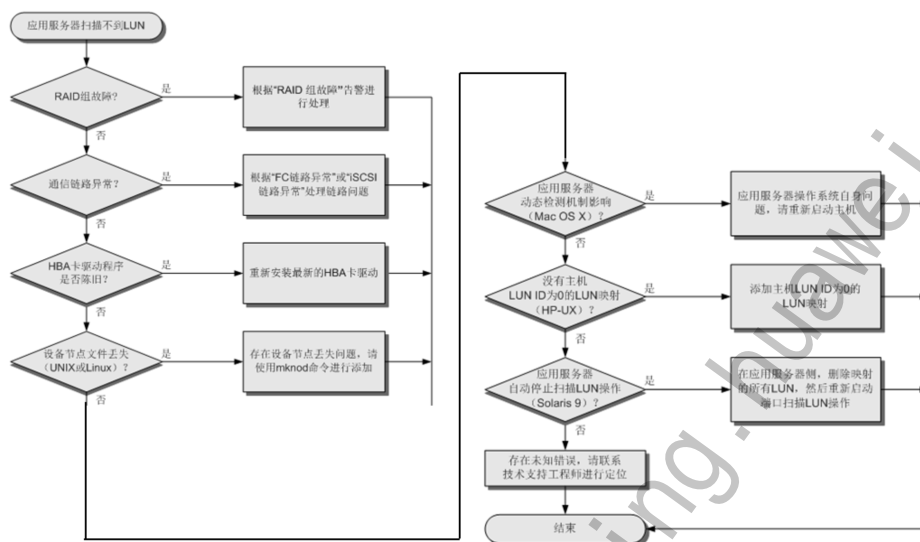 应用服务器扫描不到LUN
RAID组故障?
是
根据“RAID 组故障”告警进
行处理
否
通信链路异常?
是
根据“FC链路异常”或“iSCSI
链路异常”处理链路问题
否
HBA卡驱动程序
是否陈旧?
是
重新安装最新的HBA卡驱动
否
设备节点文件丢失
(UNIX或Linux)?
是
存在设备节点丢失问题，请
使用mknod命令进行添加
否
应用服务器
动态检测机制影响
(Mac OS X)?
是
应用服务器操作系统自身问
题，请重新启动主机
否
没有主机
LUN ID为0的LUN映射
(HP-UX)?
是
添加主机LUN ID为0的
LUN映射
否
应用服务器
自动停止扫描LUN操作
(Solaris 9)?
是
在应用服务器侧，删除映射
的所有LUN，然后重新启动
端口扫描LUN操作
否
存在未知错误，请联系
技术支持工程师进行定位
结束
ing.huawei